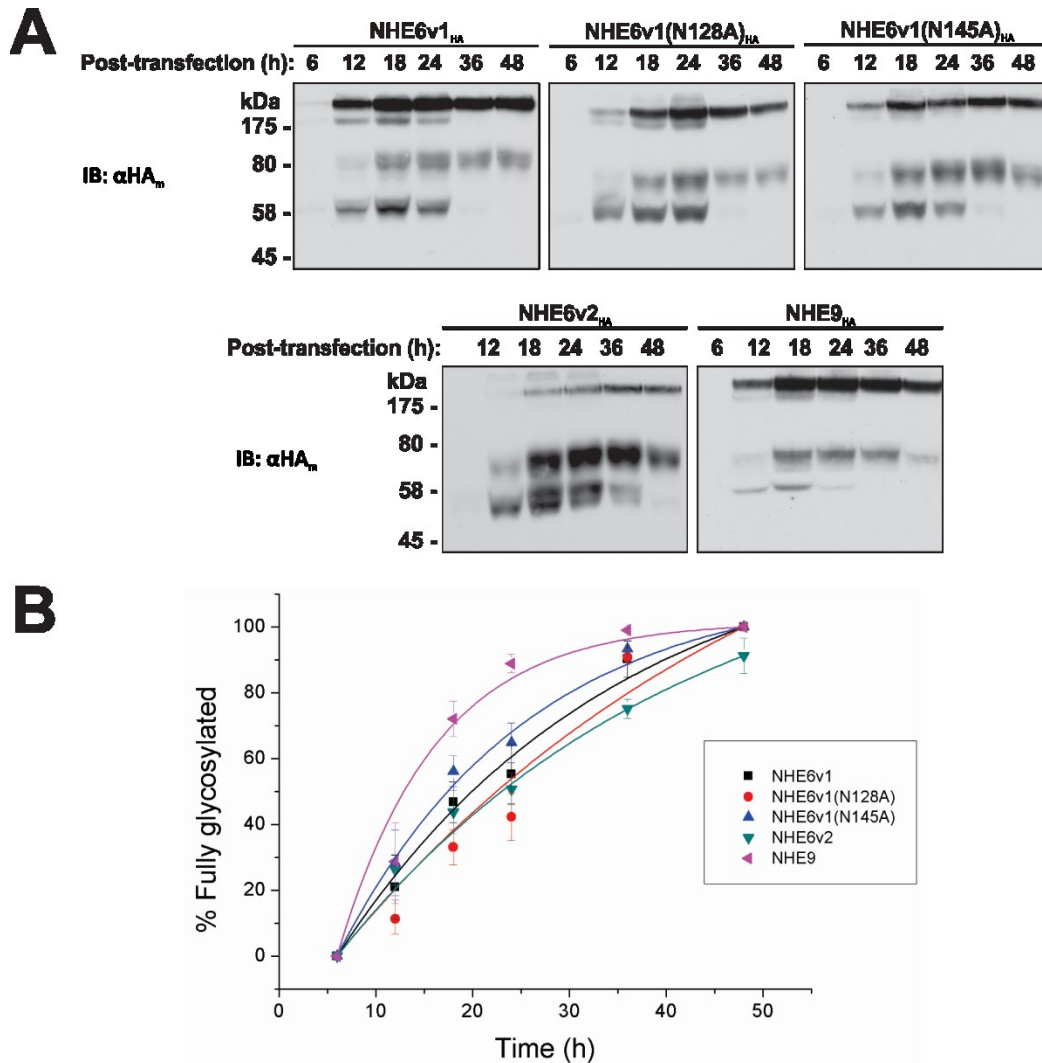 A
NHE6v1HA NHE6v1(N128A)HA NHE6v1(N145A)HA
Post-transfection (h): 6 12 18 24 36 48 6 12 18 24 36 48 6 12 18 24 36 48
kDa
175 -
80 -
IB: αHAm
58 -
45 -
NHE6v2HA NHE9HA
Post-transfection (h): 12 18 24 36 48 6 12 18 24 36 48
kDa
175 -
80 -
IB: αHAm
58 -
45 -
B
% Fully glycosylated
100
80
60
40
20
0
NHE6v1
NHE6v1(N128A)
NHE6v1(N145A)
NHE6v2
NHE9
0 10 20 30 40 50
Time (h)